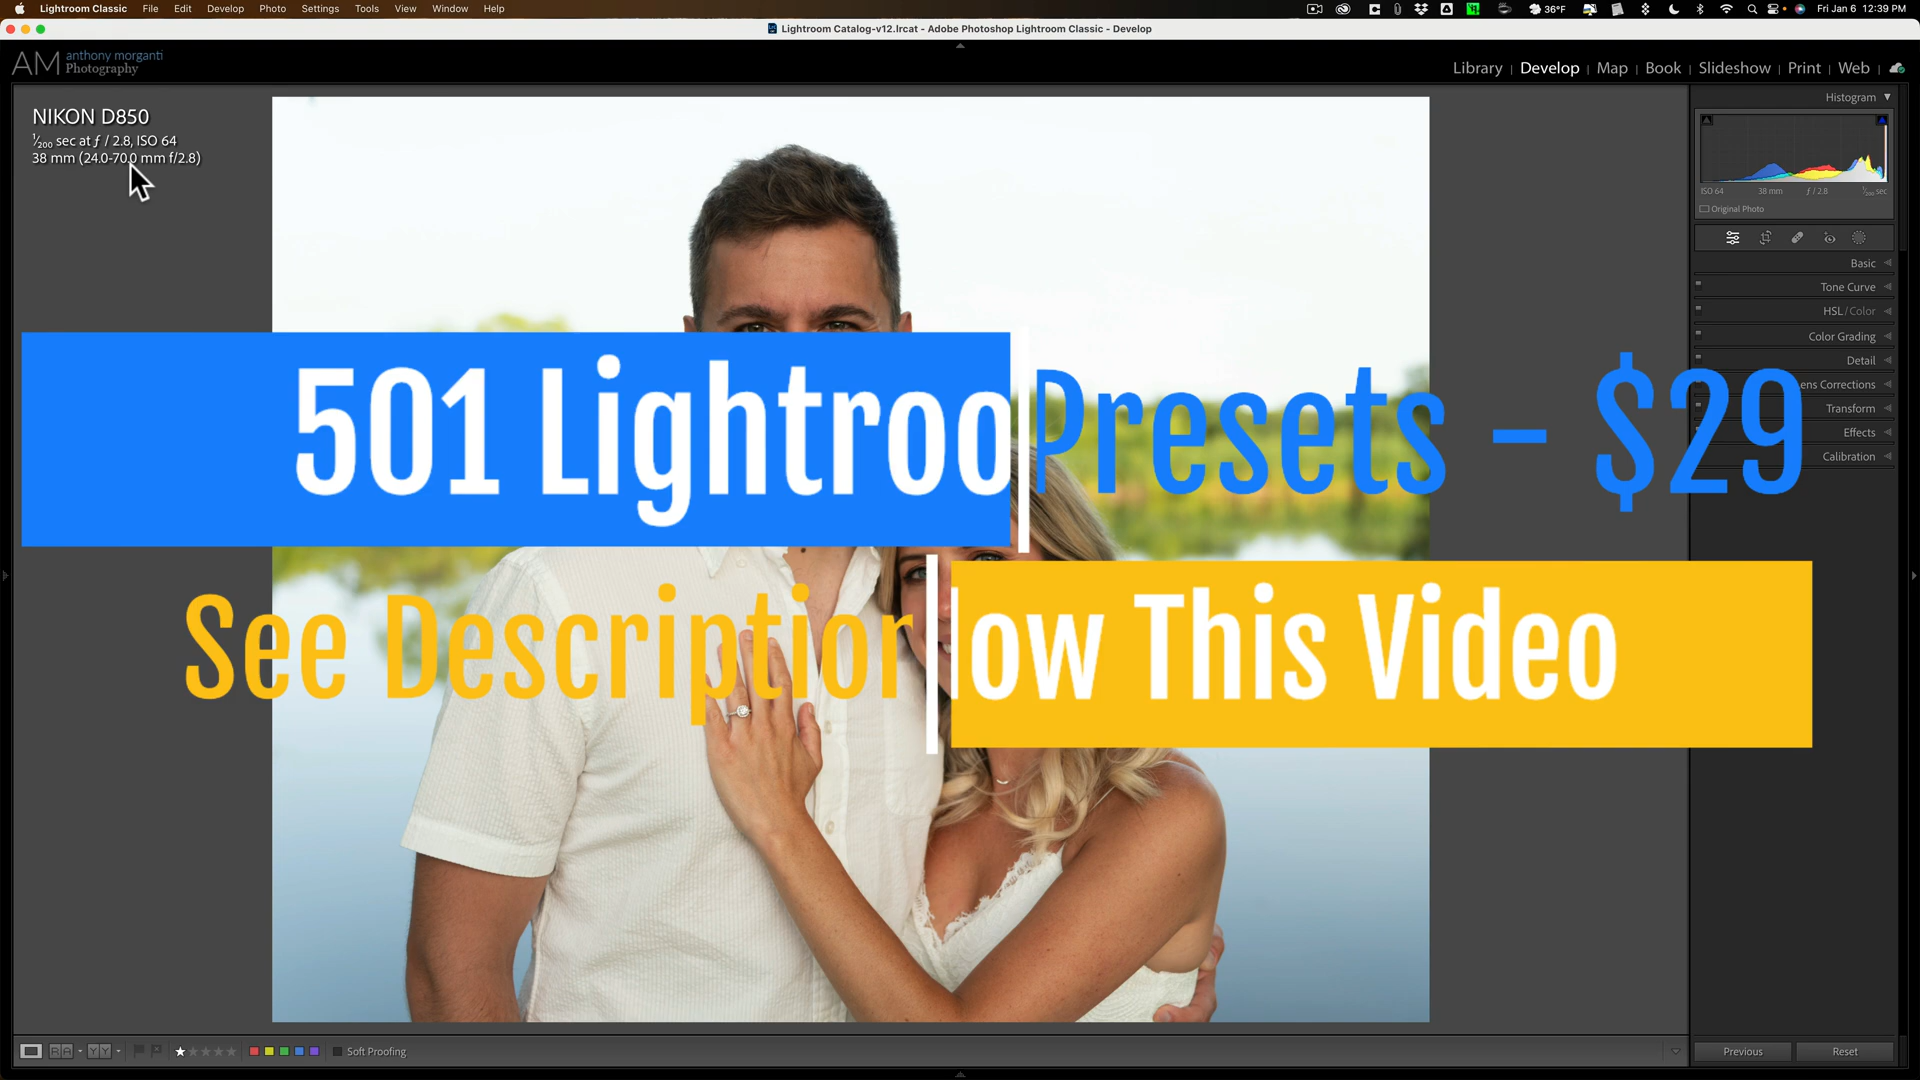 Lightroom Classic File Edit Develop Photo Settings Tools View Window Help 36°F Fri Jan 6 12:39 PM
Lightroom Catalog-v12.lrcat - Adobe Photoshop Lightroom Classic - Develop
AM anthony morganti
Photography
Library | Develop | Map | Book | Slideshow | Print | Web
NIKON D850
1/200 sec at ƒ / 2.8, ISO 64
38 mm (24.0-70.0 mm f/2.8)
Histogram
ISO 64 38 mm ƒ / 2.8 1/200 sec
Original Photo
Basic
Tone Curve
HSL / Color
Color Grading
Detail
ens Corrections
Transform
Effects
Calibration
501 Lightroo Presets - $29
See Description low This Video
Soft Proofing
Previous Reset